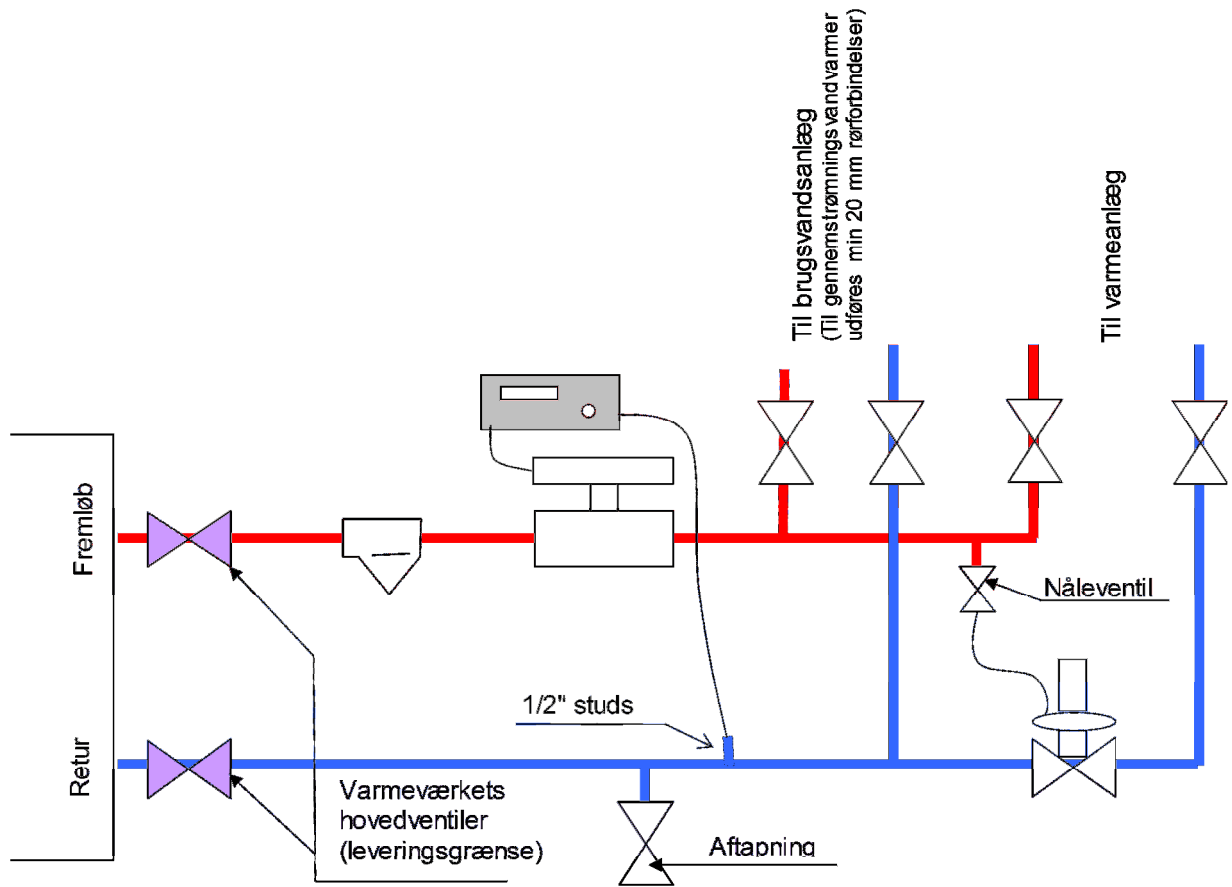 Til brugsvandsanlæg
(Til gennemstrømningsvandvarmer
udføres min 20 mm rørforbindelser)
Til varmeanlæg
Fremløb
Nåleventil
1/2" studs
Retur
Varmeværkets
hovedventiler
(leveringsgrænse)
Aftapning